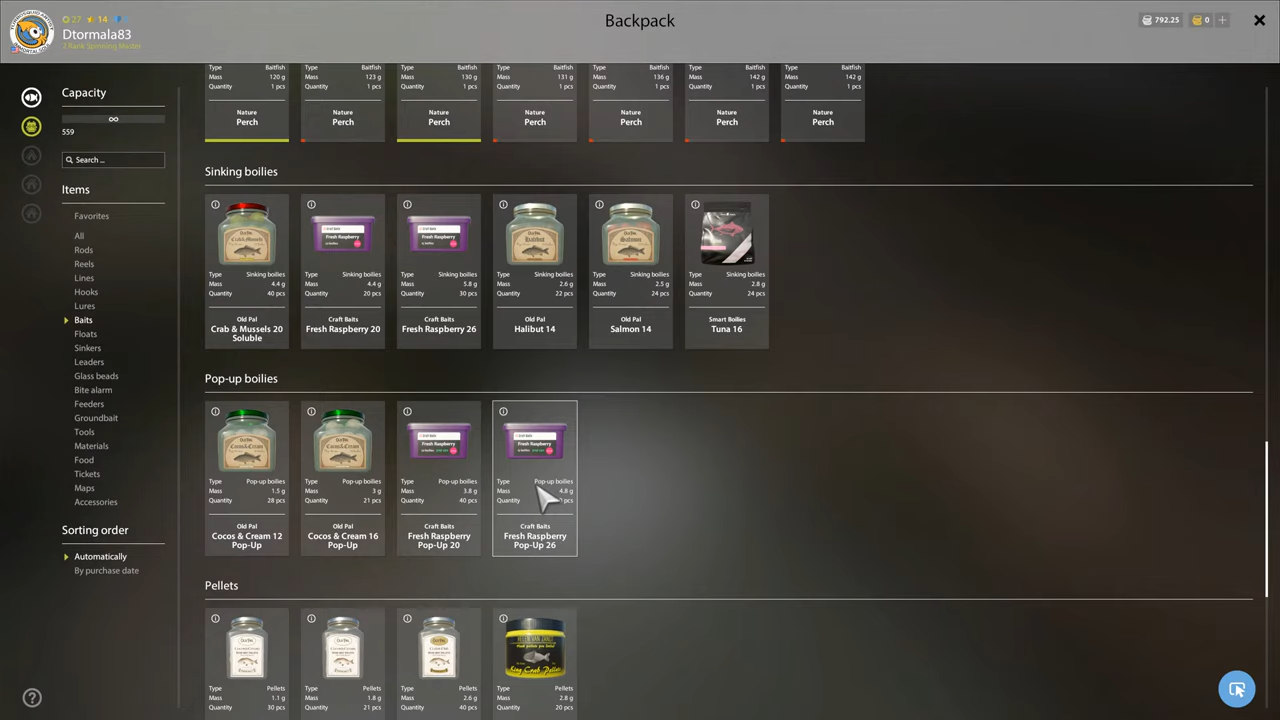 27 14
Backpack
792.25 0 +
Dtormala83
2 Rank Spinning Master
Capacity
∞
559
Search ...
Items
Favorites
All
Rods
Reels
Lines
Hooks
Lures
Baits
Floats
Sinkers
Leaders
Glass beads
Bite alarm
Feeders
Groundbait
Tools
Materials
Food
Tickets
Maps
Accessories
Sorting order
Automatically
By purchase date
Type Baitfish Type Baitfish Type Baitfish Type Baitfish Type Baitfish Type Baitfish Type Baitfish
Mass 120 g Mass 123 g Mass 130 g Mass 131 g Mass 136 g Mass 142 g Mass 142 g
Quantity 1 pcs Quantity 1 pcs Quantity 1 pcs Quantity 1 pcs Quantity 1 pcs Quantity 1 pcs Quantity 1 pcs
Nature Nature Nature Nature Nature Nature Nature
Perch Perch Perch Perch Perch Perch Perch
Sinking boilies
Type Sinking boilies Type Sinking boilies Type Sinking boilies Type Sinking boilies Type Sinking boilies Type Sinking boilies
Mass 4.4 g Mass 4.4 g Mass 5.8 g Mass 2.6 g Mass 2.5 g Mass 2.8 g
Quantity 40 pcs Quantity 20 pcs Quantity 30 pcs Quantity 22 pcs Quantity 24 pcs Quantity 24 pcs
Old Pal Craft Baits Craft Baits Old Pal Old Pal Smart Boilies
Crab & Mussels 20 Fresh Raspberry 20 Fresh Raspberry 26 Halibut 14 Salmon 14 Tuna 16
Soluble
Pop-up boilies
Type Pop-up boilies Type Pop-up boilies Type Pop-up boilies Type Pop-up boilies
Mass 1.5 g Mass 3 g Mass 3.8 g Mass 4.8 g
Quantity 28 pcs Quantity 21 pcs Quantity 40 pcs Quantity pcs
Old Pal Old Pal Craft Baits Craft Baits
Cocos & Cream 12 Cocos & Cream 16 Fresh Raspberry Fresh Raspberry
Pop-Up Pop-Up Pop-Up 20 Pop-Up 26
Pellets
Type Pellets Type Pellets Type Pellets Type Pellets
Mass 1.1 g Mass 1.8 g Mass 2.6 g Mass 2.8 g
Quantity 30 pcs Quantity 21 pcs Quantity 40 pcs Quantity 20 pcs